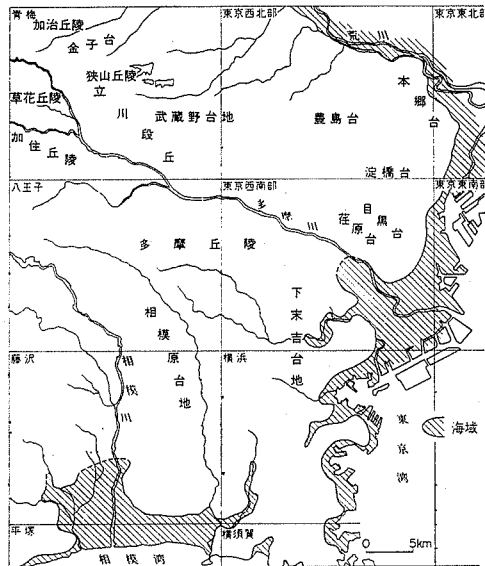 青梅
東京西北部
東京東北部
加治丘陵
金子台
荒川
狭山丘陵
本郷台
立川段丘
武蔵野台地
豊島台
草花丘陵
加住丘陵
淀橋台
八王子
東京西南部
東京東南部
多摩川
目黒台
荏原台
多摩丘陵
下末吉台地
相模原台地
藤沢
横浜
相模川
東京湾
海域
平塚
横須賀
相模湾
0 5km